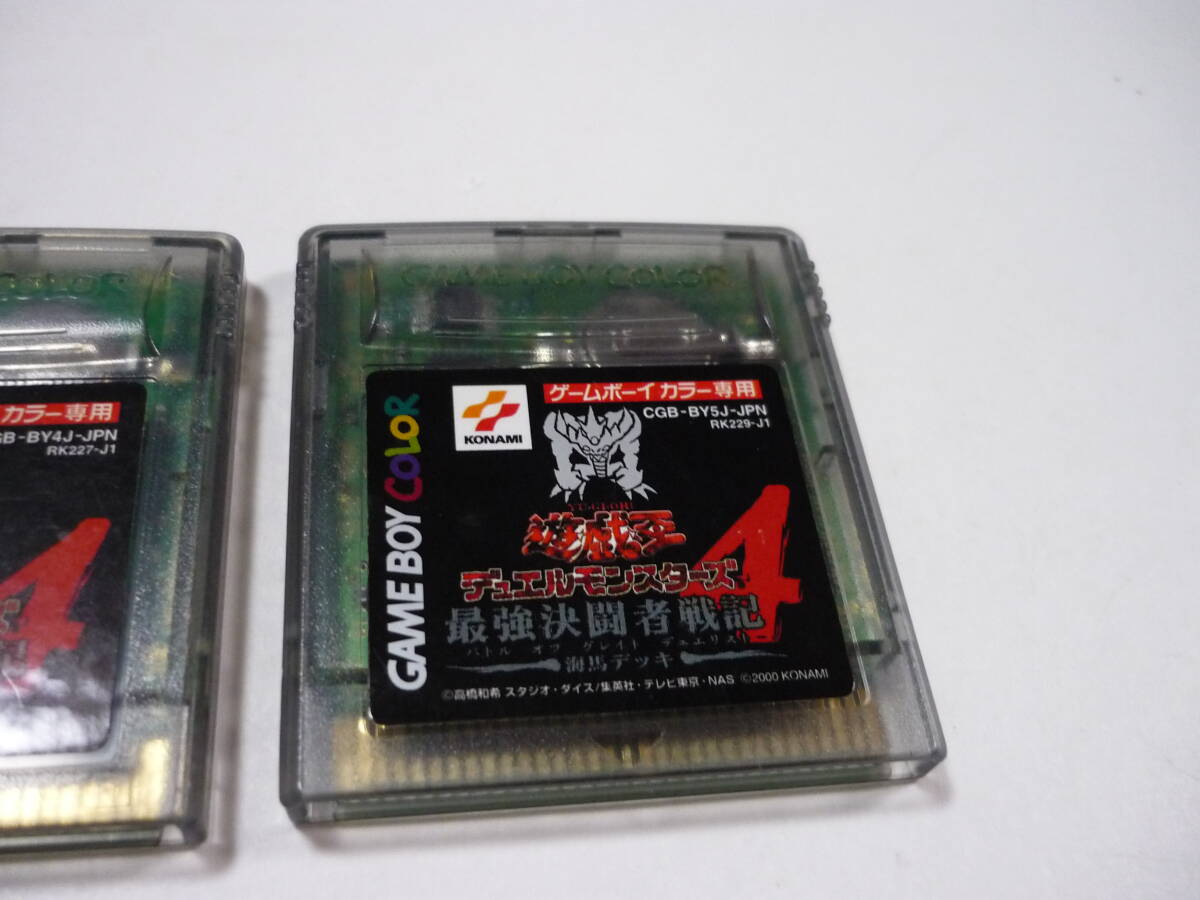 COLOR
カラー専用
GB-BY4J-JPN
RK227-J1
4
GAME BOY COLOR
GAME BOY COLOR
KONAMI
ゲームボーイカラー専用
CGB-BY5J-JPN
RK229-J1
YU-GI-OH!
遊戯王
デュエルモンスターズ
4
最強決闘者戦記
バトル オブ グレイト デュエリスト
海馬デッキ
©高橋和希 スタジオ・ダイス/集英社・テレビ東京・NAS ©2000 KONAMI